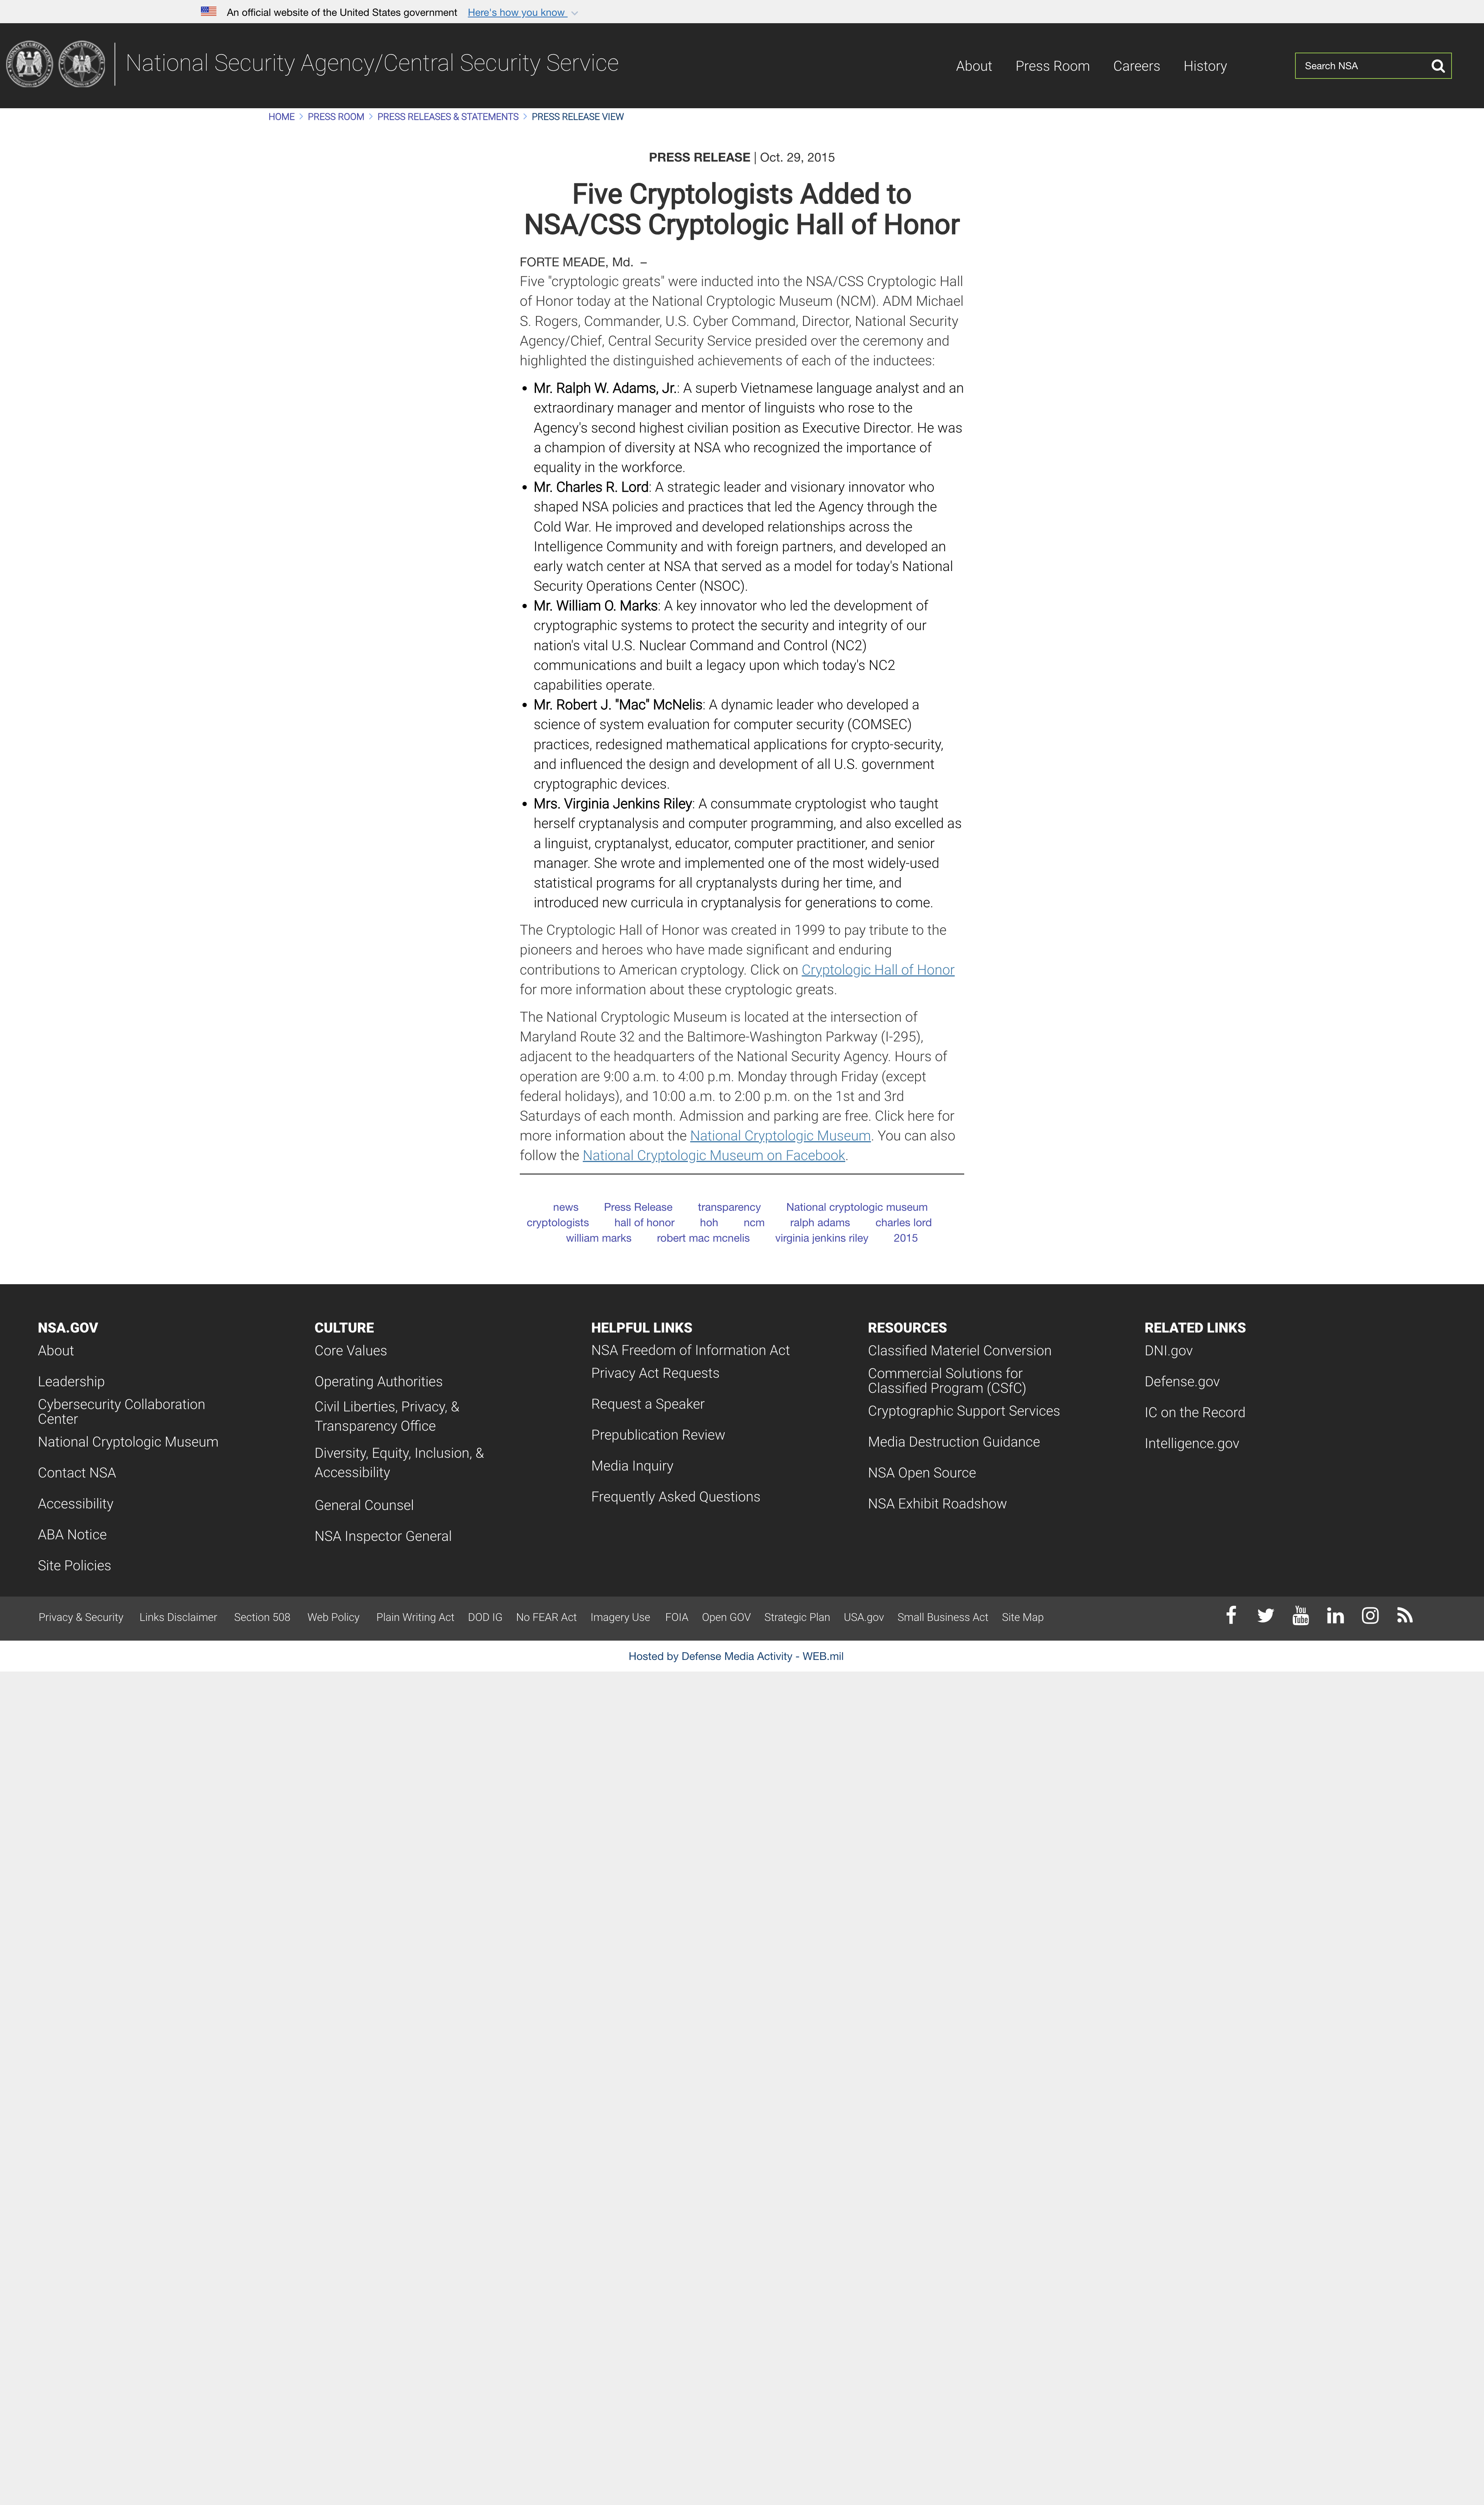 An official website of the United States government Here's how you know
National Security Agency/Central Security Service
About Press Room Careers History
Search NSA
HOME > PRESS ROOM > PRESS RELEASES & STATEMENTS > PRESS RELEASE VIEW
PRESS RELEASE | Oct. 29, 2015
Five Cryptologists Added to
NSA/CSS Cryptologic Hall of Honor
FORTE MEADE, Md. –
Five "cryptologic greats" were inducted into the NSA/CSS Cryptologic Hall
of Honor today at the National Cryptologic Museum (NCM). ADM Michael
S. Rogers, Commander, U.S. Cyber Command, Director, National Security
Agency/Chief, Central Security Service presided over the ceremony and
highlighted the distinguished achievements of each of the inductees:
• Mr. Ralph W. Adams, Jr.: A superb Vietnamese language analyst and an
extraordinary manager and mentor of linguists who rose to the
Agency's second highest civilian position as Executive Director. He was
a champion of diversity at NSA who recognized the importance of
equality in the workforce.
• Mr. Charles R. Lord: A strategic leader and visionary innovator who
shaped NSA policies and practices that led the Agency through the
Cold War. He improved and developed relationships across the
Intelligence Community and with foreign partners, and developed an
early watch center at NSA that served as a model for today's National
Security Operations Center (NSOC).
• Mr. William O. Marks: A key innovator who led the development of
cryptographic systems to protect the security and integrity of our
nation's vital U.S. Nuclear Command and Control (NC2)
communications and built a legacy upon which today's NC2
capabilities operate.
• Mr. Robert J. "Mac" McNelis: A dynamic leader who developed a
science of system evaluation for computer security (COMSEC)
practices, redesigned mathematical applications for crypto-security,
and influenced the design and development of all U.S. government
cryptographic devices.
• Mrs. Virginia Jenkins Riley: A consummate cryptologist who taught
herself cryptanalysis and computer programming, and also excelled as
a linguist, cryptanalyst, educator, computer practitioner, and senior
manager. She wrote and implemented one of the most widely-used
statistical programs for all cryptanalysts during her time, and
introduced new curricula in cryptanalysis for generations to come.
The Cryptologic Hall of Honor was created in 1999 to pay tribute to the
pioneers and heroes who have made significant and enduring
contributions to American cryptology. Click on Cryptologic Hall of Honor
for more information about these cryptologic greats.
The National Cryptologic Museum is located at the intersection of
Maryland Route 32 and the Baltimore-Washington Parkway (I-295),
adjacent to the headquarters of the National Security Agency. Hours of
operation are 9:00 a.m. to 4:00 p.m. Monday through Friday (except
federal holidays), and 10:00 a.m. to 2:00 p.m. on the 1st and 3rd
Saturdays of each month. Admission and parking are free. Click here for
more information about the National Cryptologic Museum. You can also
follow the National Cryptologic Museum on Facebook.
news Press Release transparency National cryptologic museum
cryptologists hall of honor hoh ncm ralph adams charles lord
william marks robert mac mcnelis virginia jenkins riley 2015
NSA.GOV
About
Leadership
Cybersecurity Collaboration
Center
National Cryptologic Museum
Contact NSA
Accessibility
ABA Notice
Site Policies
CULTURE
Core Values
Operating Authorities
Civil Liberties, Privacy, &
Transparency Office
Diversity, Equity, Inclusion, &
Accessibility
General Counsel
NSA Inspector General
HELPFUL LINKS
NSA Freedom of Information Act
Privacy Act Requests
Request a Speaker
Prepublication Review
Media Inquiry
Frequently Asked Questions
RESOURCES
Classified Materiel Conversion
Commercial Solutions for
Classified Program (CSfC)
Cryptographic Support Services
Media Destruction Guidance
NSA Open Source
NSA Exhibit Roadshow
RELATED LINKS
DNI.gov
Defense.gov
IC on the Record
Intelligence.gov
Privacy & Security Links Disclaimer Section 508 Web Policy Plain Writing Act DOD IG No FEAR Act Imagery Use FOIA Open GOV Strategic Plan USA.gov Small Business Act Site Map
You Tube
Hosted by Defense Media Activity - WEB.mil